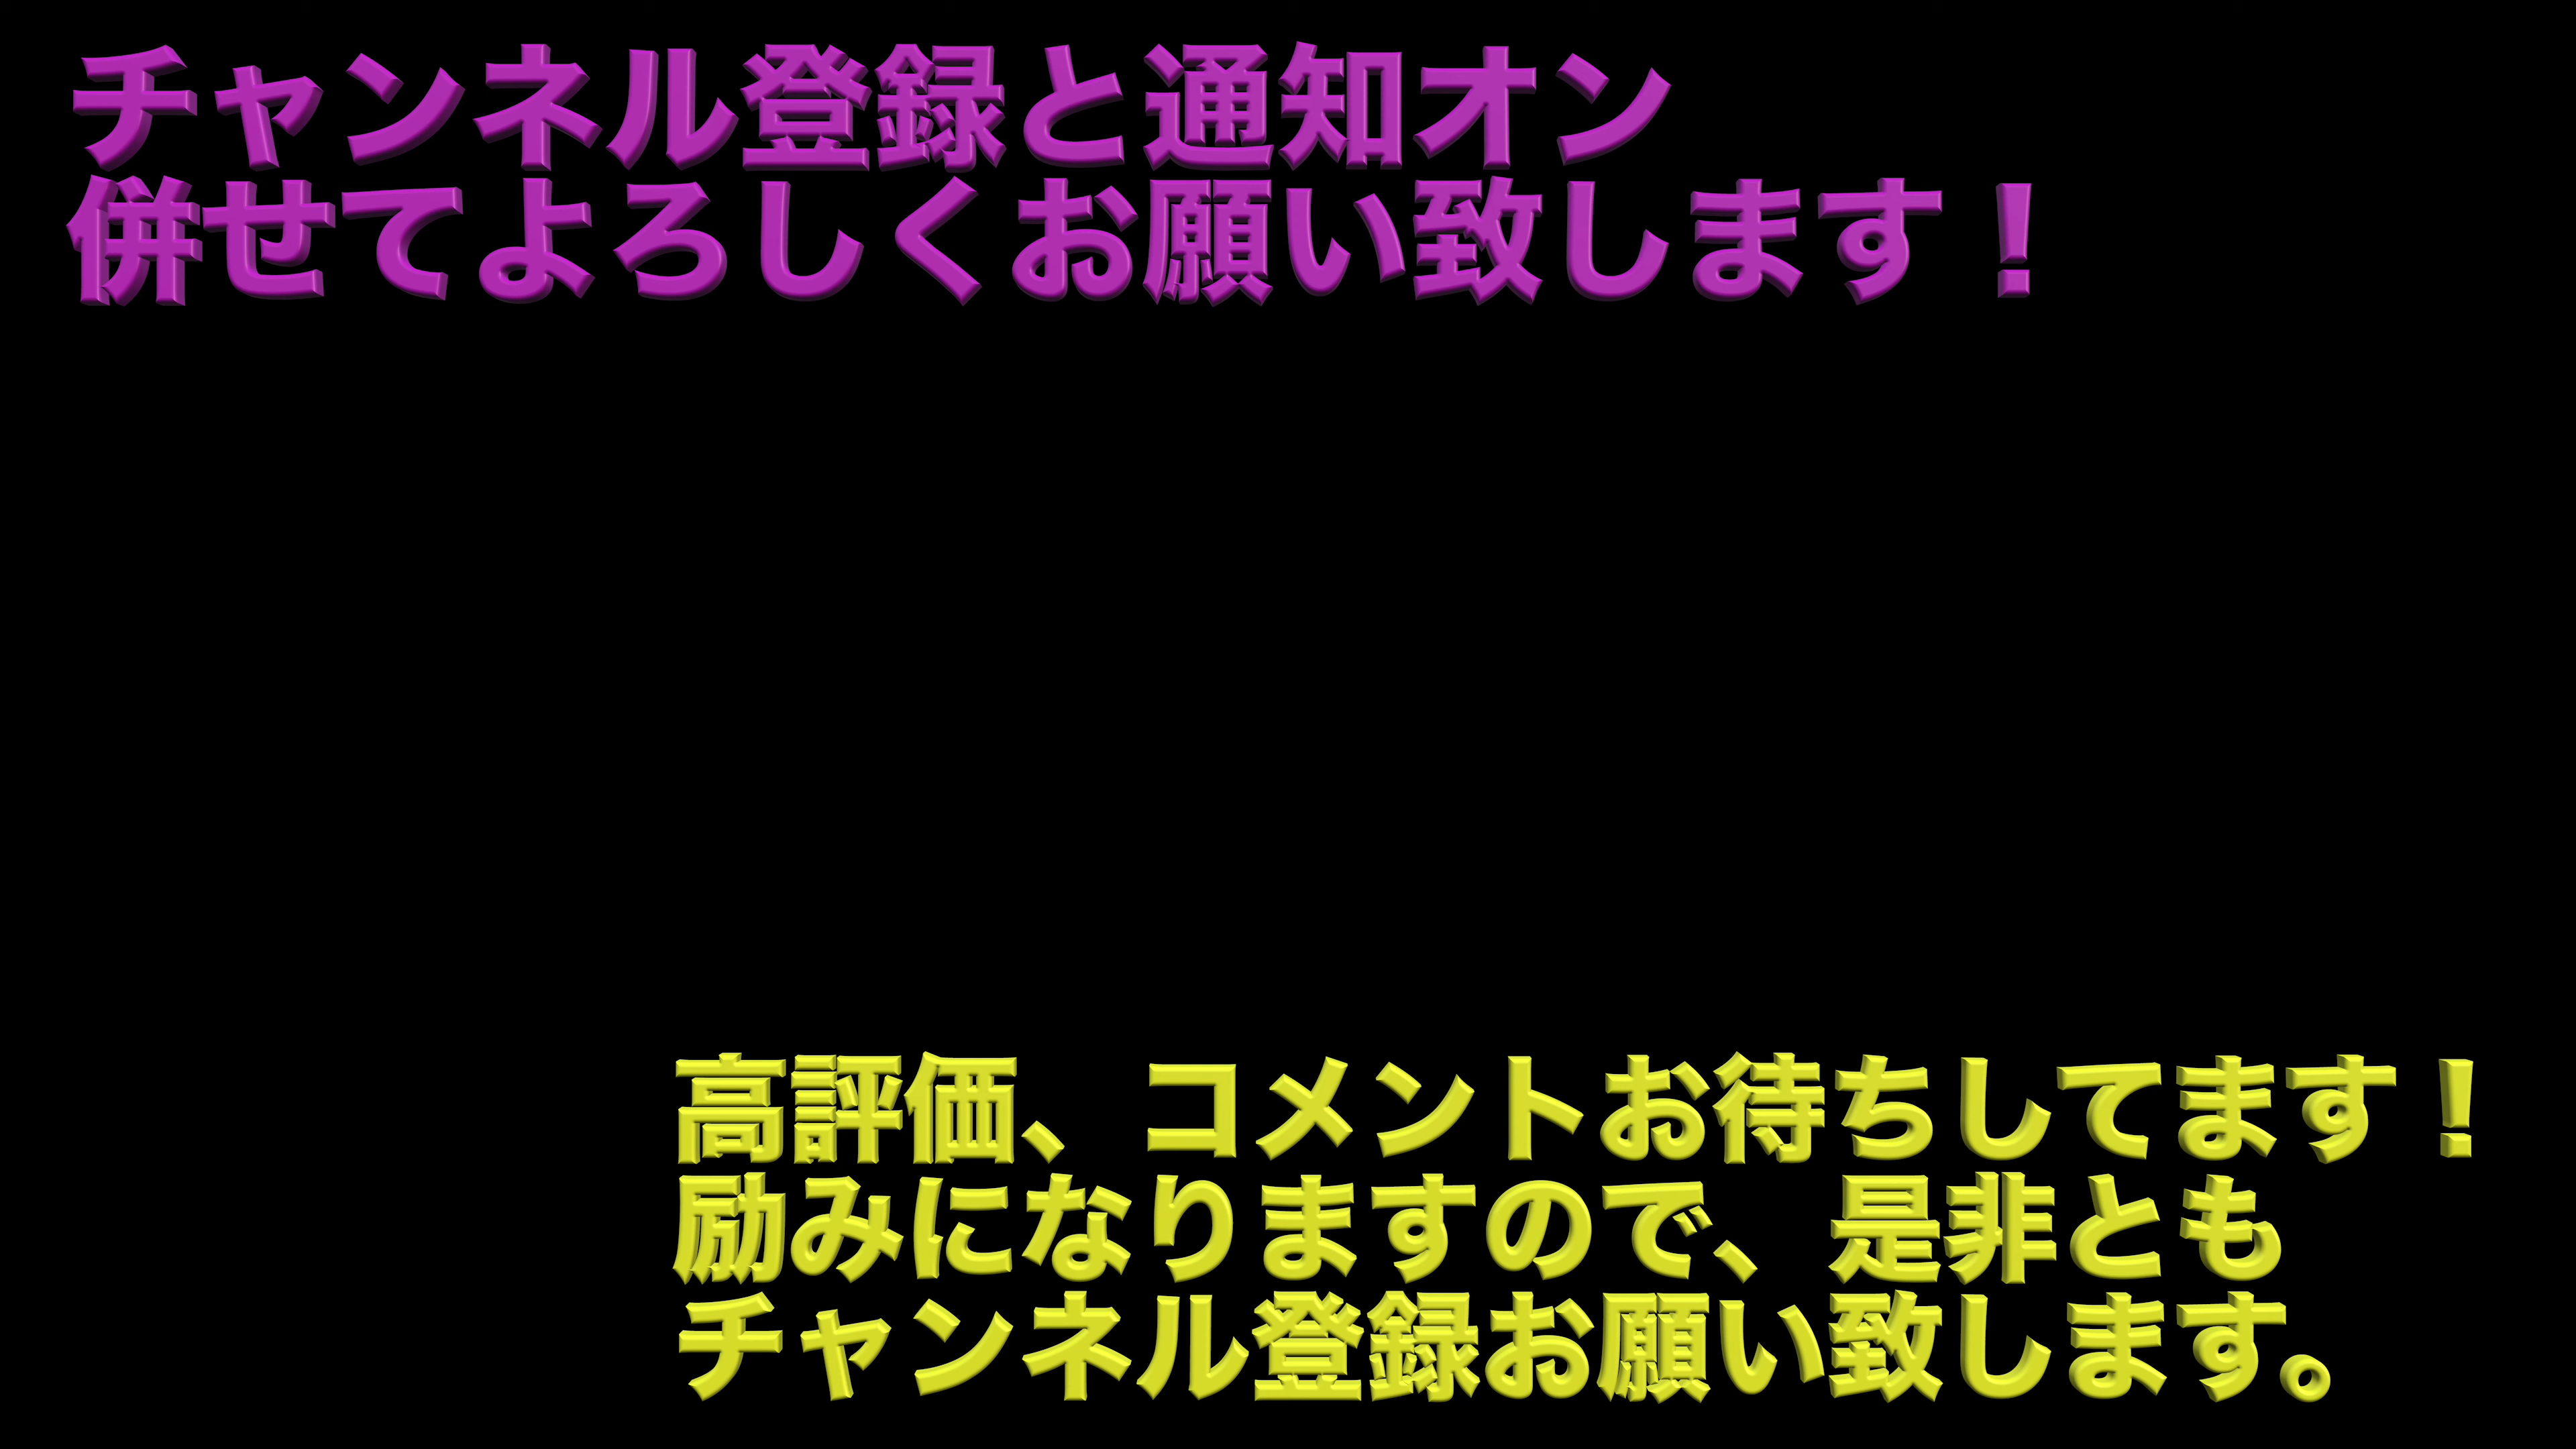 チャンネル登録と通知オン
併せてよろしくお願い致します！
高評価、コメントお待ちしてます！
励みになりますので、是非とも
チャンネル登録お願い致します。